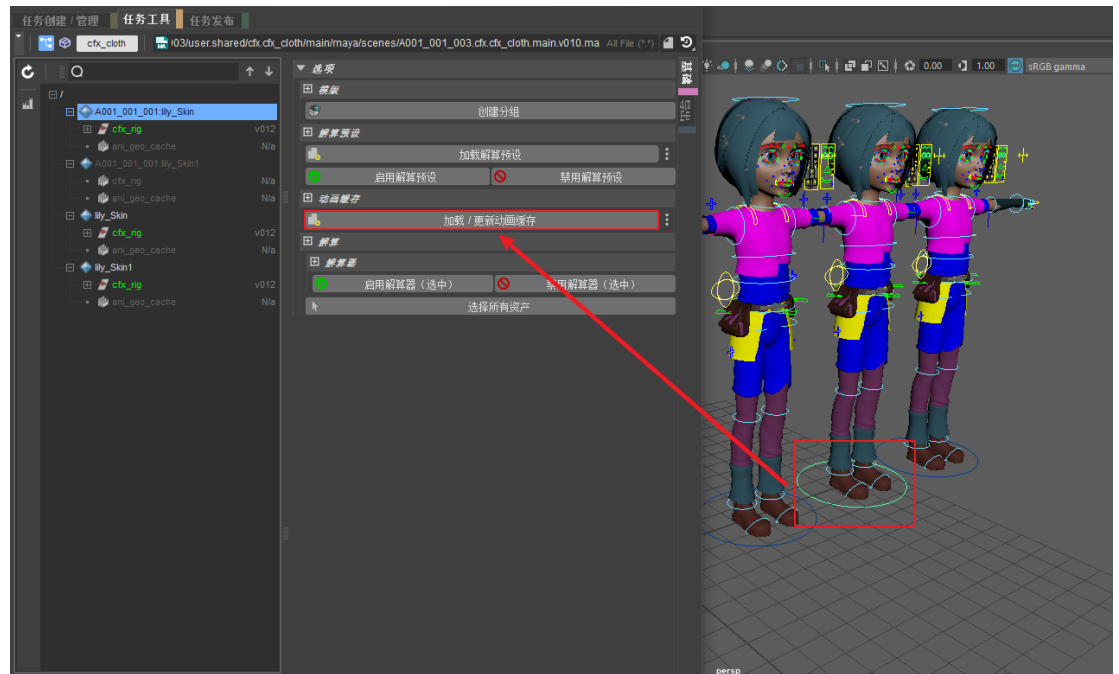 任务创建 / 管理 任务工具 任务发布
cfx_cloth
003/user.shared/cfx.cfx_cloth/main/maya/scenes/A001_001_003.cfx.cfx_cloth.main.v010.ma All File (*.*)
0.00 1.00 ON sRGB gamma
/
A001_001_001:lily_Skin
cfx_rig v012
ani_geo_cache N/a
A001_001_001:lily_Skin1
cfx_rig N/a
ani_geo_cache N/a
lily_Skin
cfx_rig v012
ani_geo_cache N/a
lily_Skin1
cfx_rig v012
ani_geo_cache N/a
选项
模版
创建分组
解算预设
加载解算预设
启用解算预设 禁用解算预设
动画缓存
加载 / 更新动画缓存
解算
解算器
启用解算器（选中） 禁用解算器（选中）
选择所有资产
persp